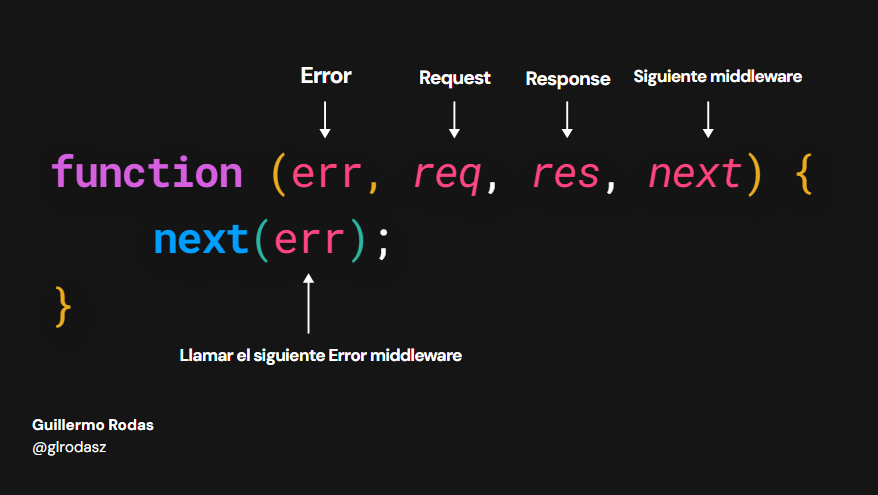 Error Request Response Siguiente middleware
function (err, req, res, next) {
next(err);
}
Llamar el siguiente Error middleware
Guillermo Rodas
@glrodasz